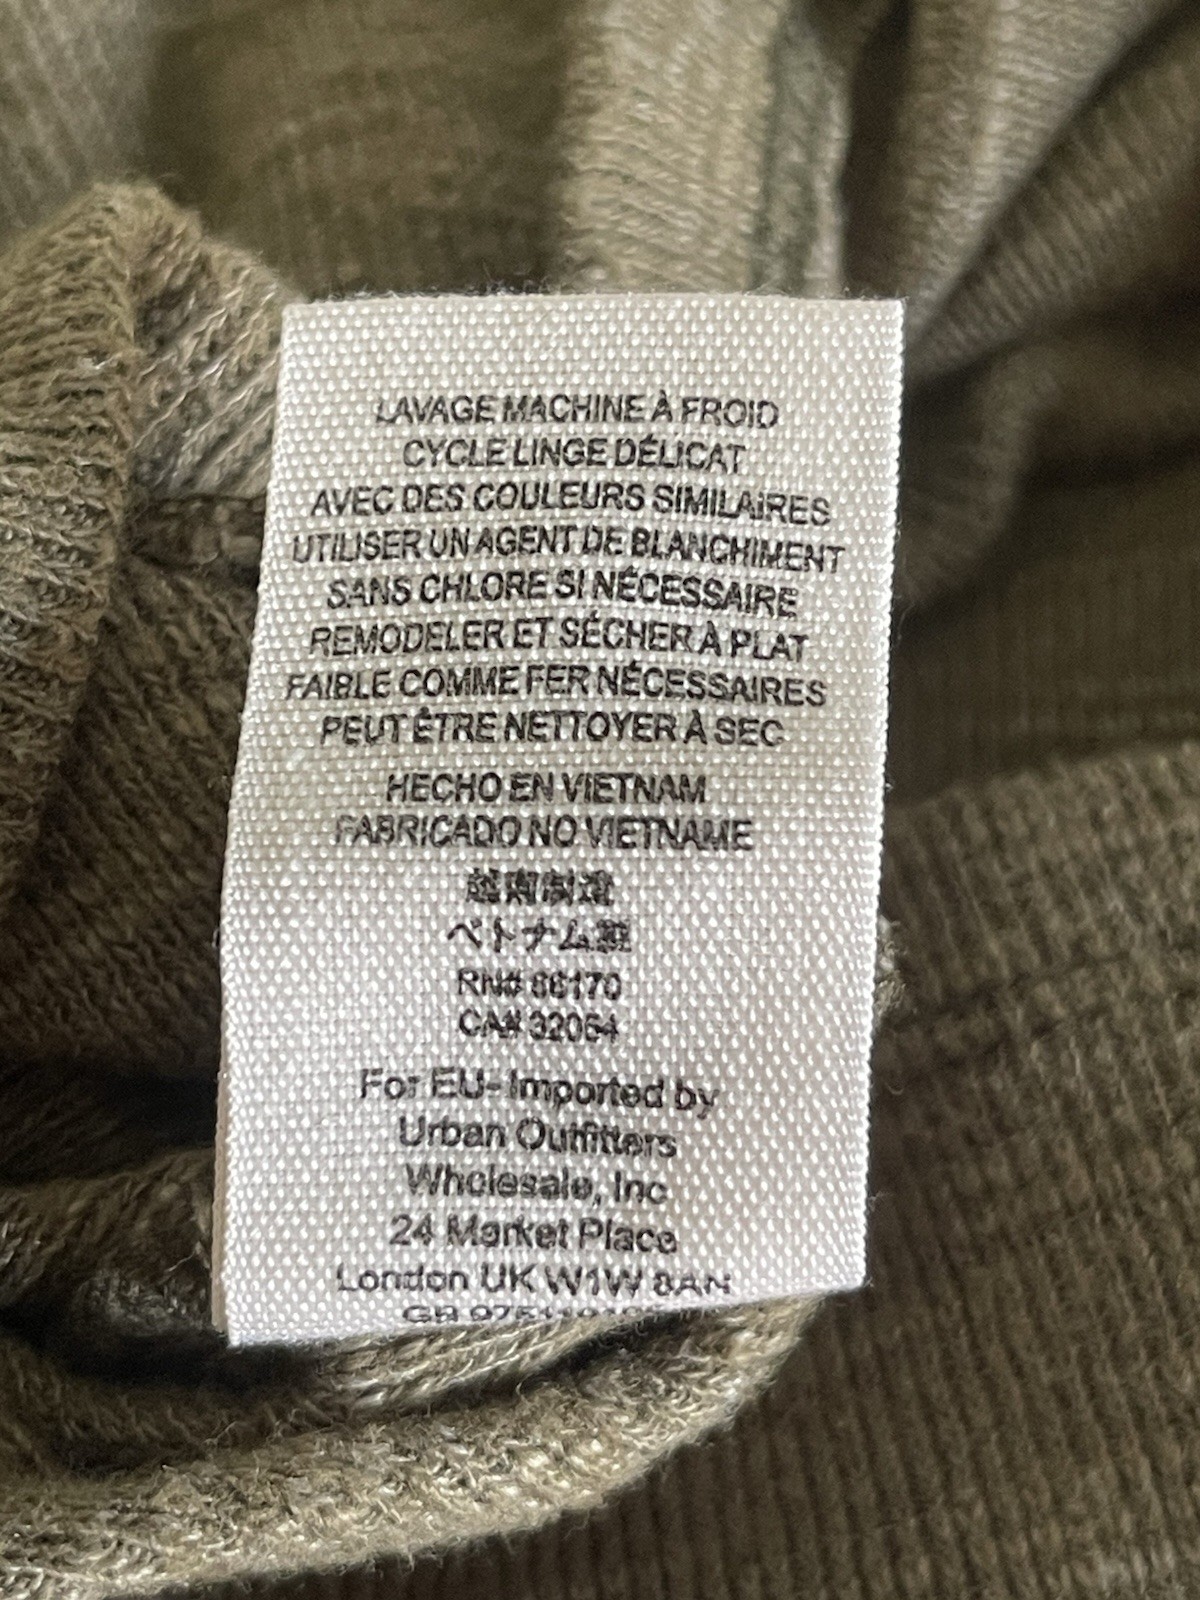 LAVAGE MACHINE À FROID
CYCLE LINGE DÉLICAT
AVEC DES COULEURS SIMILAIRES
UTILISER UN AGENT DE BLANCHIMENT
SANS CHLORE SI NÉCESSAIRE
REMODELER ET SÉCHER À PLAT
FAIBLE COMME FER NÉCESSAIRES
PEUT ÊTRE NETTOYER À SEC
HECHO EN VIETNAM
FABRICADO NO VIETNAME
越南制造
ベトナム製
RN# 66170
CA# 32054
For EU- Imported by
Urban Outfitters
Wholesale, Inc
24 Market Place
London UK W1W 8AN
GB